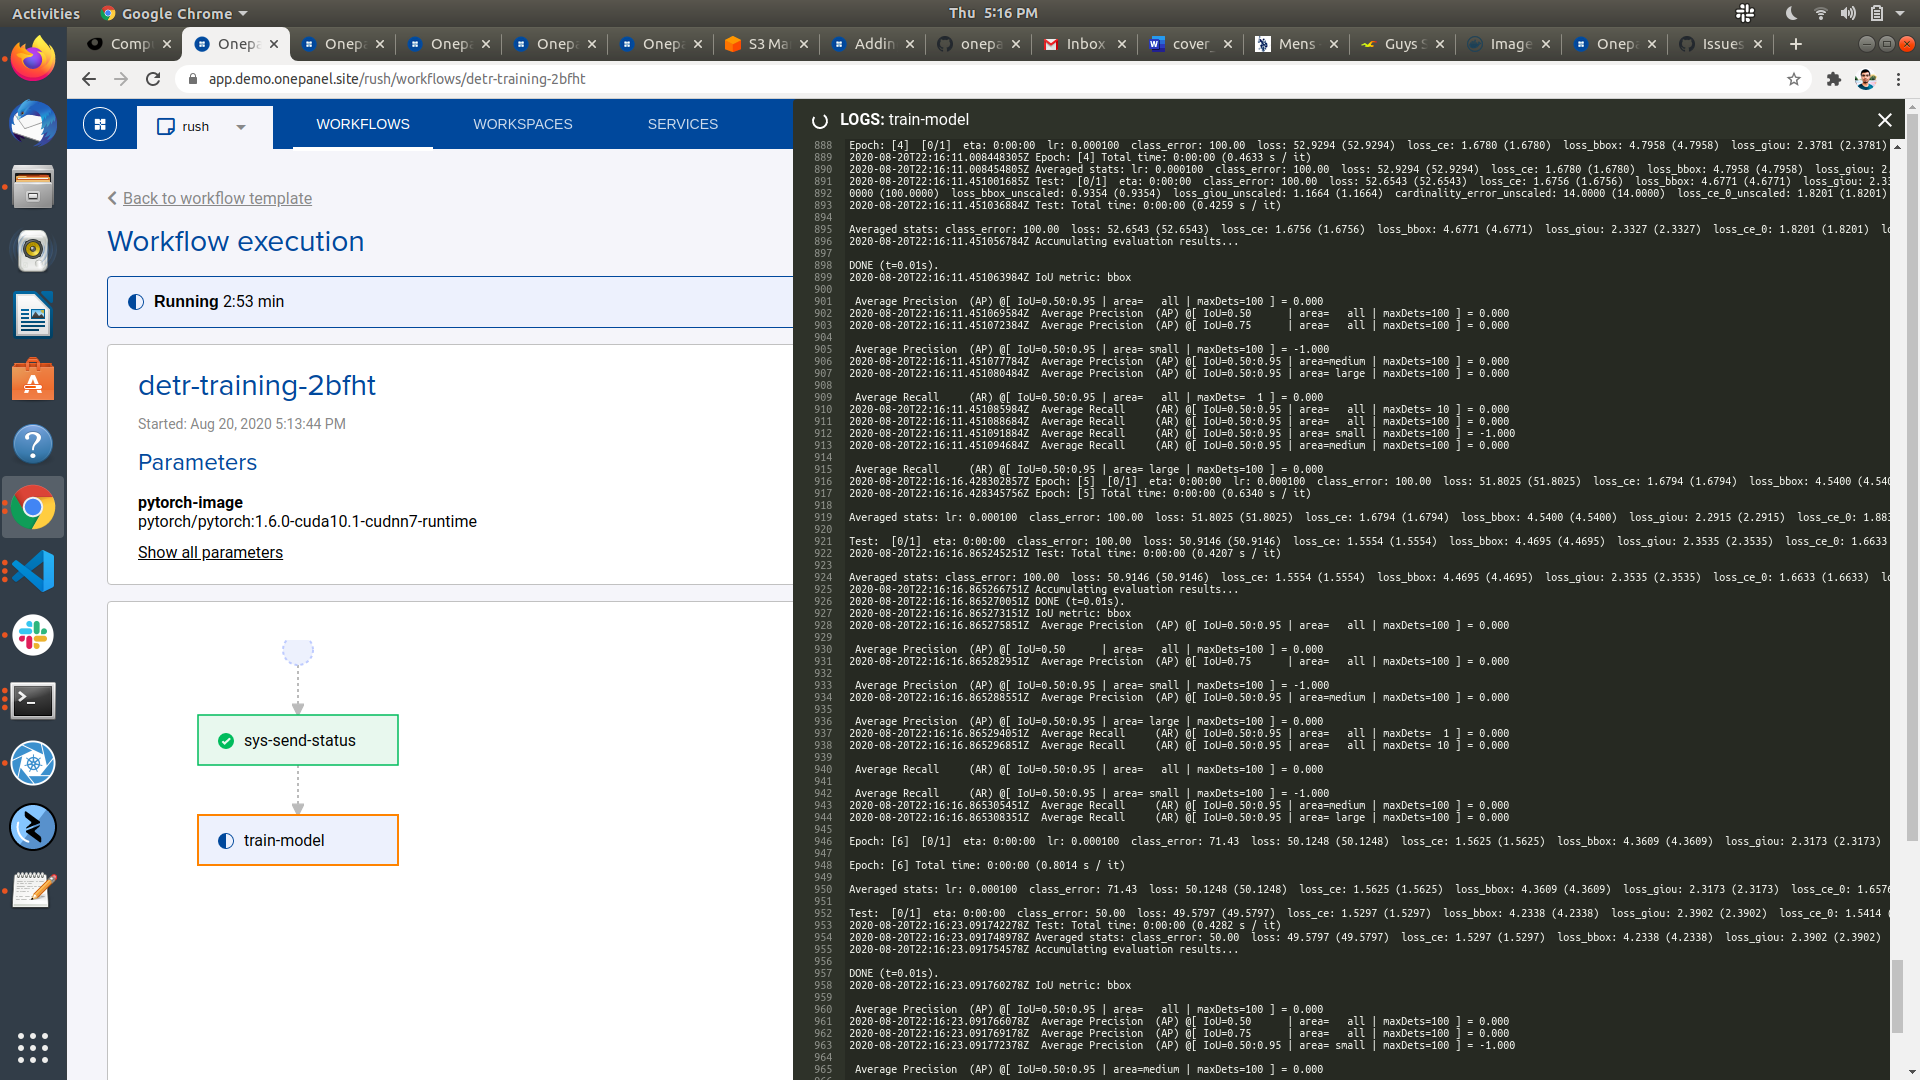 Activities Google Chrome Thu 5:16 PM
Comp Onepa Onepa Onepa Onepa Onepa S3 Ma Addin onepa Inbox cover_ Mens Guys S Image Onepa Issues
app.demo.onepanel.site/rush/workflows/detr-training-2bfht
rush WORKFLOWS WORKSPACES SERVICES
Back to workflow template
Workflow execution
Running 2:53 min
detr-training-2bfht
Started: Aug 20, 2020 5:13:44 PM
Parameters
pytorch-image
pytorch/pytorch:1.6.0-cuda10.1-cudnn7-runtime
Show all parameters
sys-send-status
train-model
LOGS: train-model
888 Epoch: [4] [0/1] eta: 0:00:00 lr: 0.000100 class_error: 100.00 loss: 52.9294 (52.9294) loss_ce: 1.6780 (1.6780) loss_bbox: 4.7958 (4.7958) loss_giou: 2.3781 (2.3781)
889 2020-08-20T22:16:11.008448305Z Epoch: [4] Total time: 0:00:00 (0.4633 s / it)
890 2020-08-20T22:16:11.008454805Z Averaged stats: lr: 0.000100 class_error: 100.00 loss: 52.9294 (52.9294) loss_ce: 1.6780 (1.6780) loss_bbox: 4.7958 (4.7958) loss_giou: 2.
891 2020-08-20T22:16:11.451001685Z Test: [0/1] eta: 0:00:00 class_error: 100.00 loss: 52.6543 (52.6543) loss_ce: 1.6756 (1.6756) loss_bbox: 4.6771 (4.6771) loss_giou: 2.33
892 0000 (100.0000) loss_bbox_unscaled: 0.9354 (0.9354) loss_giou_unscaled: 1.1664 (1.1664) cardinality_error_unscaled: 14.0000 (14.0000) loss_ce_0_unscaled: 1.8201 (1.8201)
893 2020-08-20T22:16:11.451036884Z Test: Total time: 0:00:00 (0.4259 s / it)
894
895 Averaged stats: class_error: 100.00 loss: 52.6543 (52.6543) loss_ce: 1.6756 (1.6756) loss_bbox: 4.6771 (4.6771) loss_giou: 2.3327 (2.3327) loss_ce_0: 1.8201 (1.8201) lo
896 2020-08-20T22:16:11.451056784Z Accumulating evaluation results...
897
898 DONE (t=0.01s).
899 2020-08-20T22:16:11.451063984Z IoU metric: bbox
900
901 Average Precision (AP) @[ IoU=0.50:0.95 | area= all | maxDets=100 ] = 0.000
902 2020-08-20T22:16:11.451069584Z Average Precision (AP) @[ IoU=0.50 | area= all | maxDets=100 ] = 0.000
903 2020-08-20T22:16:11.451072384Z Average Precision (AP) @[ IoU=0.75 | area= all | maxDets=100 ] = 0.000
904
905 Average Precision (AP) @[ IoU=0.50:0.95 | area= small | maxDets=100 ] = -1.000
906 2020-08-20T22:16:11.451077784Z Average Precision (AP) @[ IoU=0.50:0.95 | area=medium | maxDets=100 ] = 0.000
907 2020-08-20T22:16:11.451080484Z Average Precision (AP) @[ IoU=0.50:0.95 | area= large | maxDets=100 ] = 0.000
908
909 Average Recall (AR) @[ IoU=0.50:0.95 | area= all | maxDets= 1 ] = 0.000
910 2020-08-20T22:16:11.451085984Z Average Recall (AR) @[ IoU=0.50:0.95 | area= all | maxDets= 10 ] = 0.000
911 2020-08-20T22:16:11.451088684Z Average Recall (AR) @[ IoU=0.50:0.95 | area= all | maxDets=100 ] = 0.000
912 2020-08-20T22:16:11.451091884Z Average Recall (AR) @[ IoU=0.50:0.95 | area= small | maxDets=100 ] = -1.000
913 2020-08-20T22:16:11.451094684Z Average Recall (AR) @[ IoU=0.50:0.95 | area=medium | maxDets=100 ] = 0.000
914
915 Average Recall (AR) @[ IoU=0.50:0.95 | area= large | maxDets=100 ] = 0.000
916 2020-08-20T22:16:16.428302857Z Epoch: [5] [0/1] eta: 0:00:00 lr: 0.000100 class_error: 100.00 loss: 51.8025 (51.8025) loss_ce: 1.6794 (1.6794) loss_bbox: 4.5400 (4.540
917 2020-08-20T22:16:16.428345756Z Epoch: [5] Total time: 0:00:00 (0.6340 s / it)
918
919 Averaged stats: lr: 0.000100 class_error: 100.00 loss: 51.8025 (51.8025) loss_ce: 1.6794 (1.6794) loss_bbox: 4.5400 (4.5400) loss_giou: 2.2915 (2.2915) loss_ce_0: 1.883
920
921 Test: [0/1] eta: 0:00:00 class_error: 100.00 loss: 50.9146 (50.9146) loss_ce: 1.5554 (1.5554) loss_bbox: 4.4695 (4.4695) loss_giou: 2.3535 (2.3535) loss_ce_0: 1.6633
922 2020-08-20T22:16:16.865245251Z Test: Total time: 0:00:00 (0.4207 s / it)
923
924 Averaged stats: class_error: 100.00 loss: 50.9146 (50.9146) loss_ce: 1.5554 (1.5554) loss_bbox: 4.4695 (4.4695) loss_giou: 2.3535 (2.3535) loss_ce_0: 1.6633 (1.6633) lo
925 2020-08-20T22:16:16.865266751Z Accumulating evaluation results...
926 2020-08-20T22:16:16.865270051Z DONE (t=0.01s).
927 2020-08-20T22:16:16.865273151Z IoU metric: bbox
928 2020-08-20T22:16:16.865275851Z Average Precision (AP) @[ IoU=0.50:0.95 | area= all | maxDets=100 ] = 0.000
929
930 Average Precision (AP) @[ IoU=0.50 | area= all | maxDets=100 ] = 0.000
931 2020-08-20T22:16:16.865282951Z Average Precision (AP) @[ IoU=0.75 | area= all | maxDets=100 ] = 0.000
932
933 Average Precision (AP) @[ IoU=0.50:0.95 | area= small | maxDets=100 ] = -1.000
934 2020-08-20T22:16:16.865288551Z Average Precision (AP) @[ IoU=0.50:0.95 | area=medium | maxDets=100 ] = 0.000
935
936 Average Precision (AP) @[ IoU=0.50:0.95 | area= large | maxDets=100 ] = 0.000
937 2020-08-20T22:16:16.865294051Z Average Recall (AR) @[ IoU=0.50:0.95 | area= all | maxDets= 1 ] = 0.000
938 2020-08-20T22:16:16.865296851Z Average Recall (AR) @[ IoU=0.50:0.95 | area= all | maxDets= 10 ] = 0.000
939
940 Average Recall (AR) @[ IoU=0.50:0.95 | area= all | maxDets=100 ] = 0.000
941
942 Average Recall (AR) @[ IoU=0.50:0.95 | area= small | maxDets=100 ] = -1.000
943 2020-08-20T22:16:16.865305451Z Average Recall (AR) @[ IoU=0.50:0.95 | area=medium | maxDets=100 ] = 0.000
944 2020-08-20T22:16:16.865308351Z Average Recall (AR) @[ IoU=0.50:0.95 | area= large | maxDets=100 ] = 0.000
945
946 Epoch: [6] [0/1] eta: 0:00:00 lr: 0.000100 class_error: 71.43 loss: 50.1248 (50.1248) loss_ce: 1.5625 (1.5625) loss_bbox: 4.3609 (4.3609) loss_giou: 2.3173 (2.3173)
947
948 Epoch: [6] Total time: 0:00:00 (0.8014 s / it)
949
950 Averaged stats: lr: 0.000100 class_error: 71.43 loss: 50.1248 (50.1248) loss_ce: 1.5625 (1.5625) loss_bbox: 4.3609 (4.3609) loss_giou: 2.3173 (2.3173) loss_ce_0: 1.6576
951
952 Test: [0/1] eta: 0:00:00 class_error: 50.00 loss: 49.5797 (49.5797) loss_ce: 1.5297 (1.5297) loss_bbox: 4.2338 (4.2338) loss_giou: 2.3902 (2.3902) loss_ce_0: 1.5414 (
953 2020-08-20T22:16:23.091742278Z Test: Total time: 0:00:00 (0.4282 s / it)
954 2020-08-20T22:16:23.091748978Z Averaged stats: class_error: 50.00 loss: 49.5797 (49.5797) loss_ce: 1.5297 (1.5297) loss_bbox: 4.2338 (4.2338) loss_giou: 2.3902 (2.3902)
955 2020-08-20T22:16:23.091754578Z Accumulating evaluation results...
956
957 DONE (t=0.01s).
958 2020-08-20T22:16:23.091760278Z IoU metric: bbox
959
960 Average Precision (AP) @[ IoU=0.50:0.95 | area= all | maxDets=100 ] = 0.000
961 2020-08-20T22:16:23.091766078Z Average Precision (AP) @[ IoU=0.50 | area= all | maxDets=100 ] = 0.000
962 2020-08-20T22:16:23.091769178Z Average Precision (AP) @[ IoU=0.75 | area= all | maxDets=100 ] = 0.000
963 2020-08-20T22:16:23.091772378Z Average Precision (AP) @[ IoU=0.50:0.95 | area= small | maxDets=100 ] = -1.000
964
965 Average Precision (AP) @[ IoU=0.50:0.95 | area=medium | maxDets=100 ] = 0.000